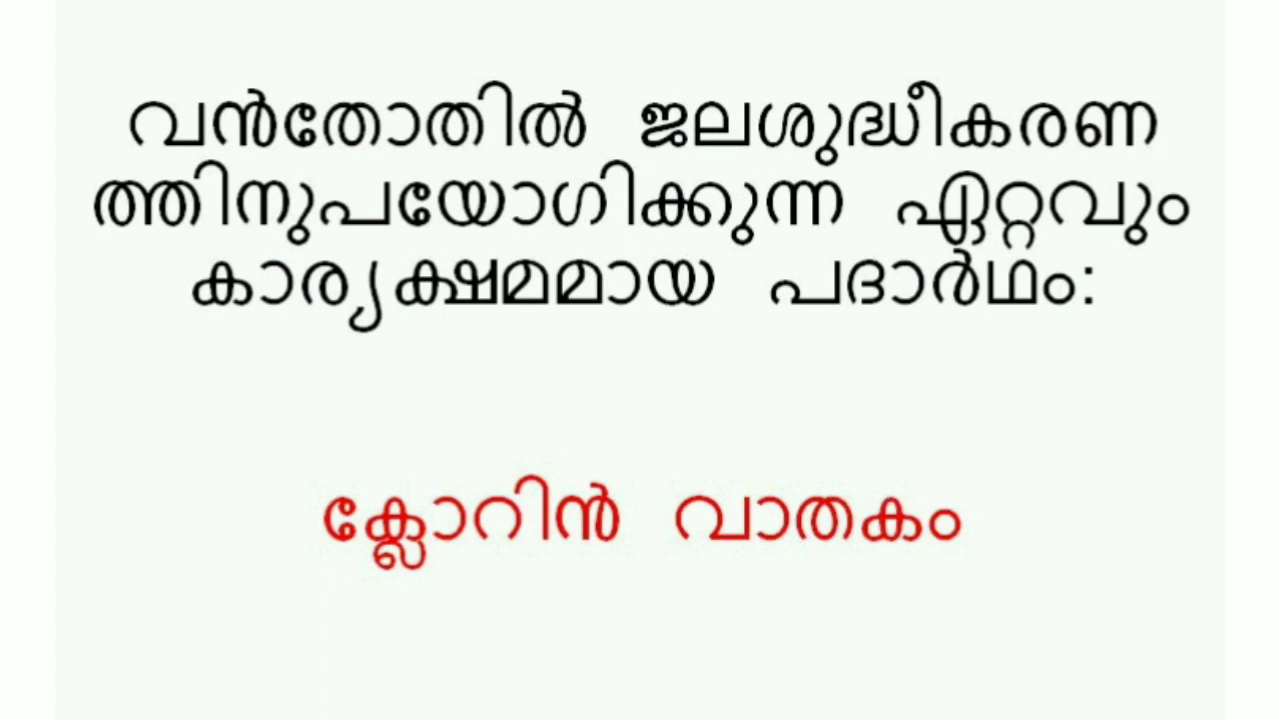 വൻതോതിൽ ജലശുദ്ധീകരണ
ത്തിനുപയോഗിക്കുന്ന ഏറ്റവും
കാര്യക്ഷമമായ പദാർഥം:
ക്ലോറിൻ വാതകം